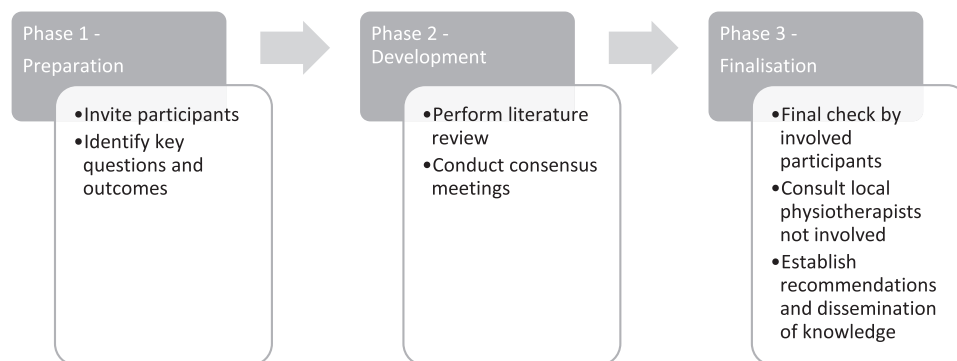 Phase 1 -
Preparation
•Invite participants
•Identify key
questions and
outcomes
Phase 2 -
Development
•Perform literature
review
•Conduct consensus
meetings
Phase 3 -
Finalisation
•Final check by
involved
participants
•Consult local
physiotherapists
not involved
•Establish
recommendations
and dissemination
of knowledge